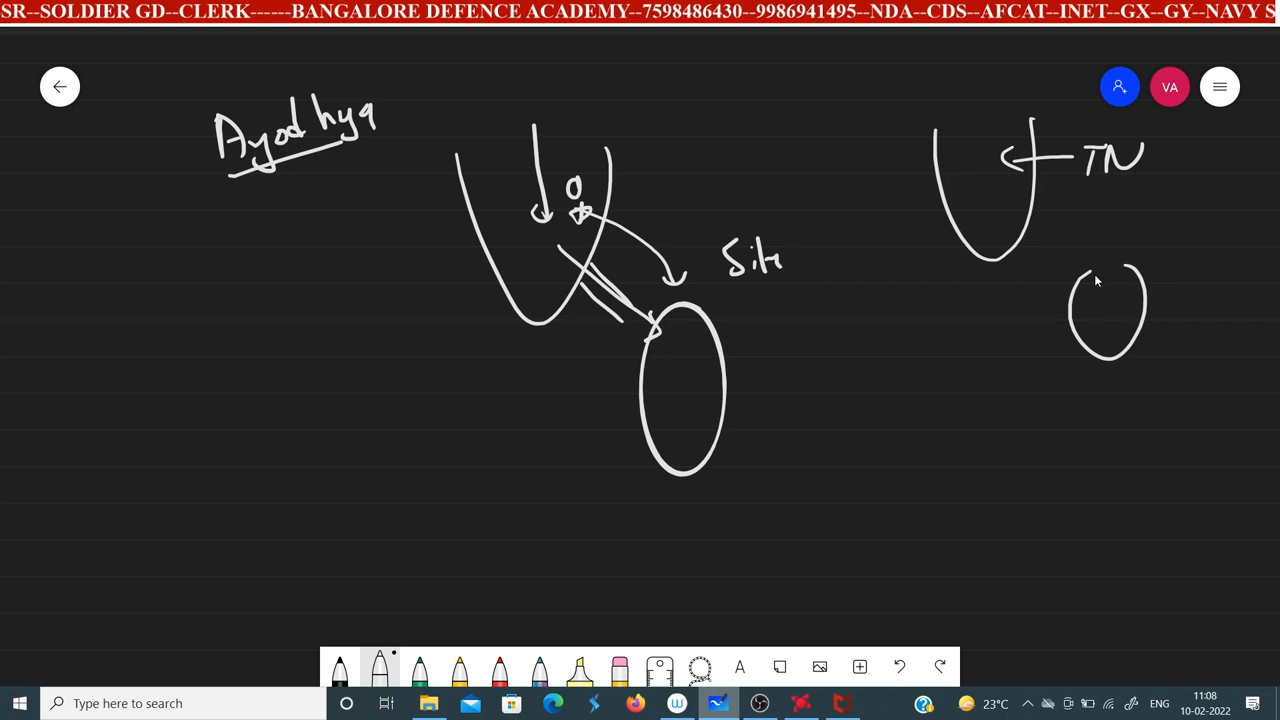 SR--SOLDIER GD--CLERK------BANGALORE DEFENCE ACADEMY--7598486430--9986941495--NDA--CDS--AFCAT--INET--GX--GY--NAVY S
VA
Ayodhya
TN
A
Type here to search
23°C
ENG
11:08
10-02-2022